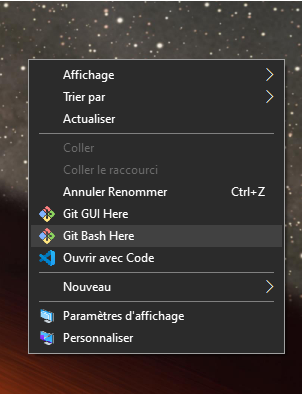 Affichage
Trier par
Actualiser
Coller
Coller le raccourci
Annuler Renommer Ctrl+Z
Git GUI Here
Git Bash Here
Ouvrir avec Code
Nouveau
Paramètres d'affichage
Personnaliser